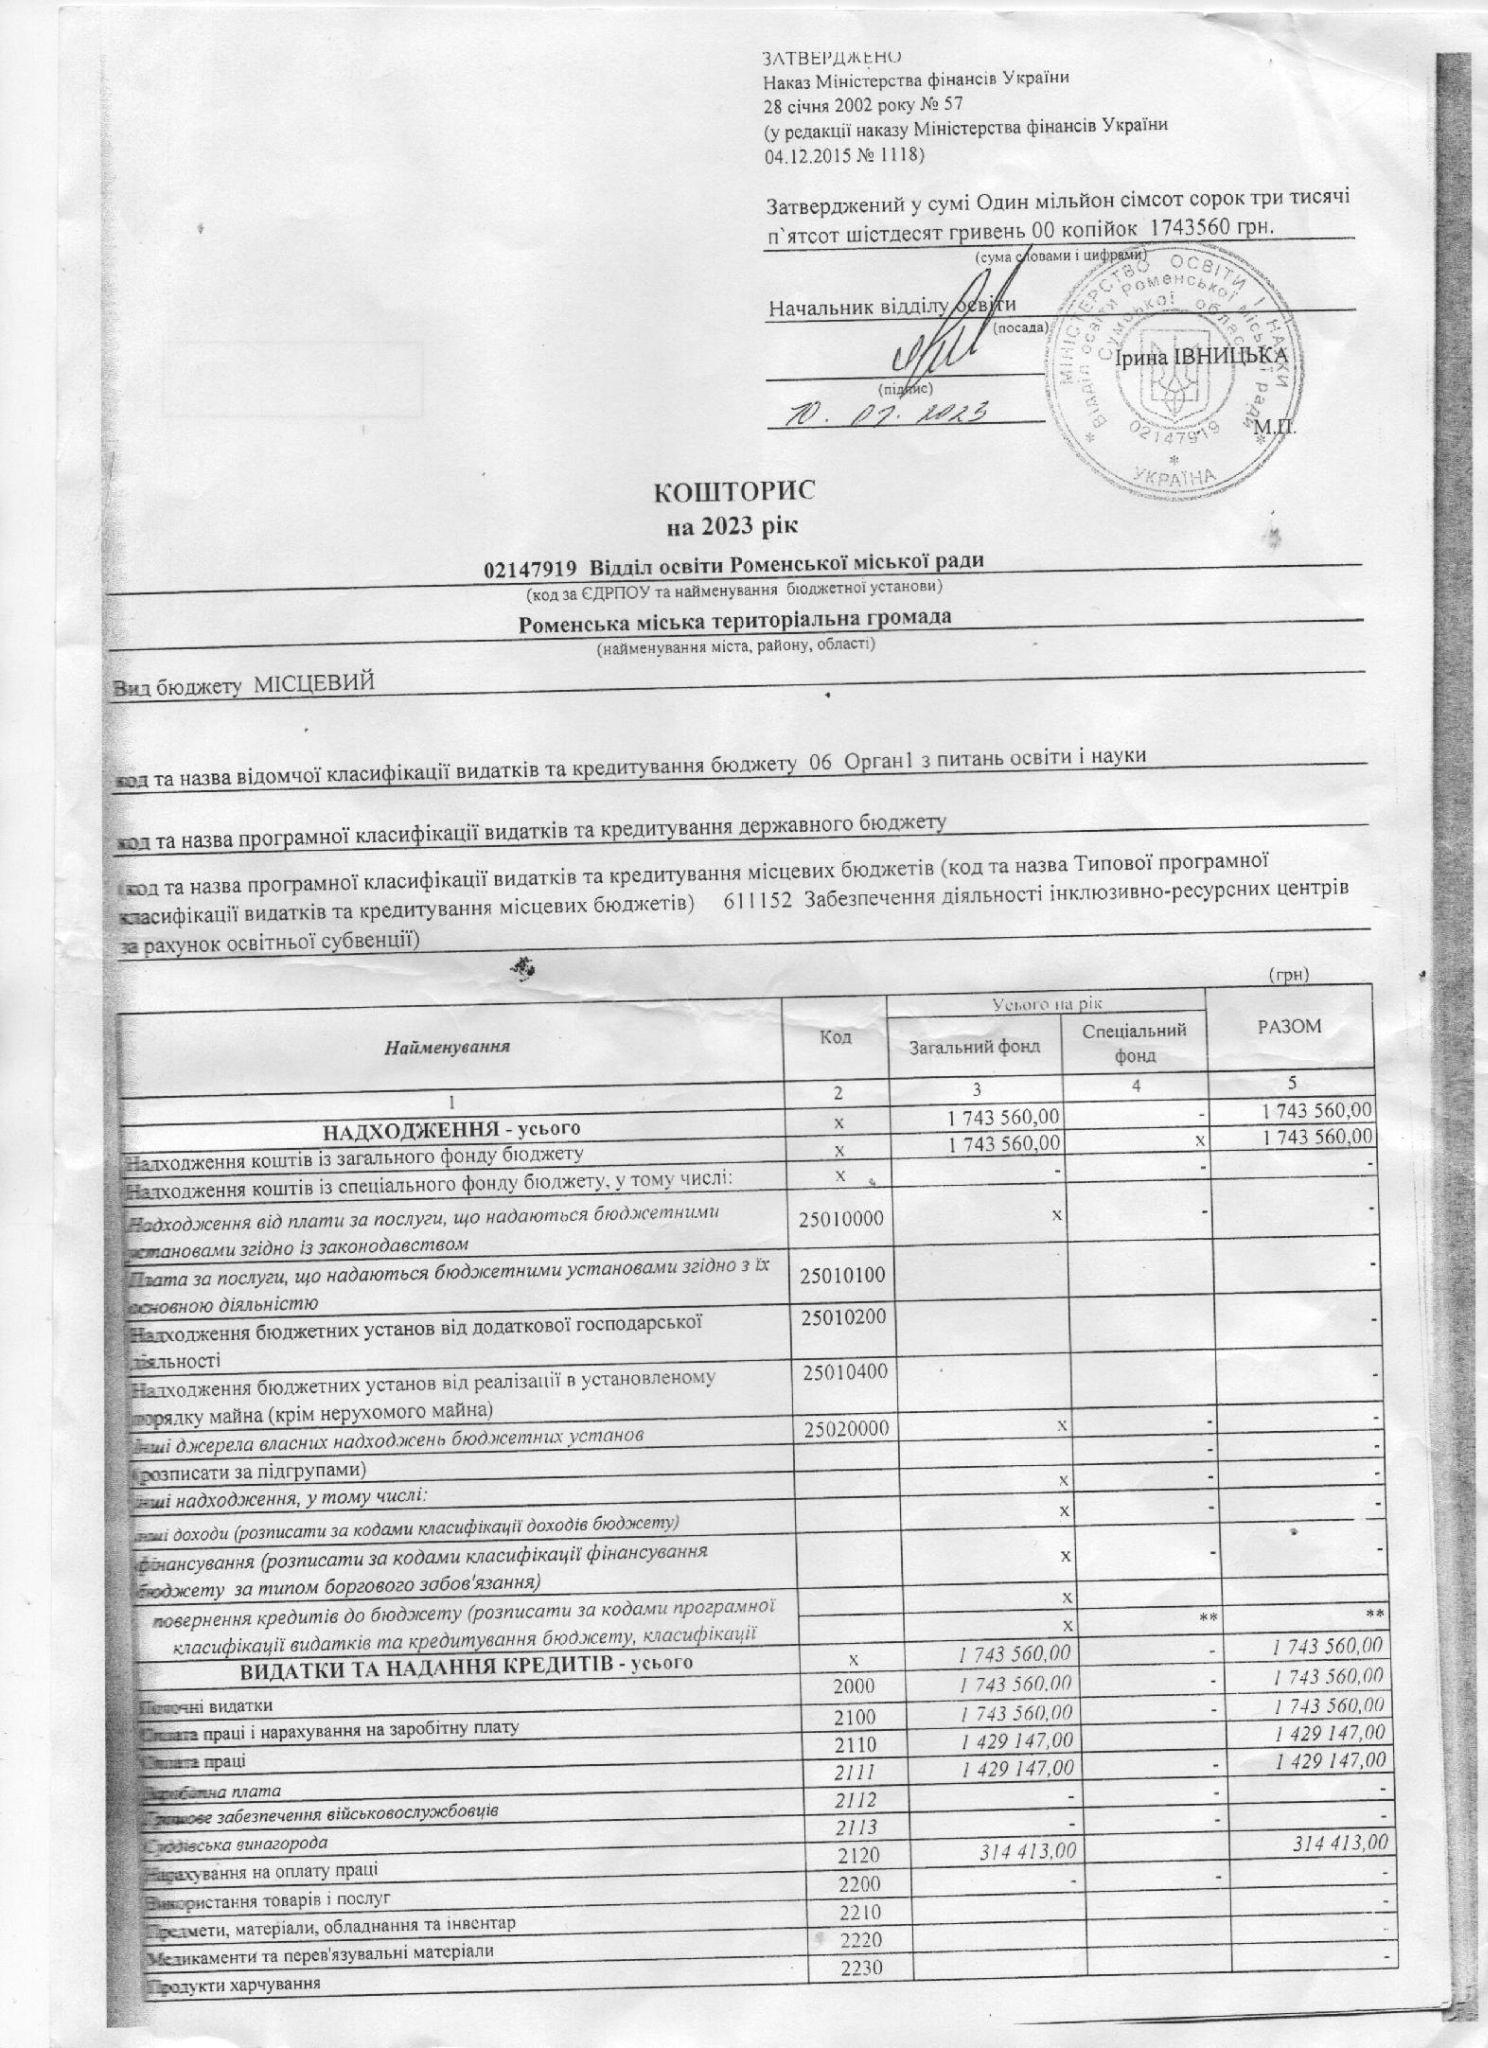 ЗАТВЕРДЖЕНО
Наказ Міністерства фінансів України
28 січня 2002 року № 57
(у редакції наказу Міністерства фінансів України
04.12.2015 № 1118)
Затверджений у сумі Один мільйон сімсот сорок три тисячі
п`ятсот шістдесят гривень 00 копійок 1743560 грн.
(сума словами і цифрами)
Начальник відділу освіти
(посада)
Ірина ІВНИЦЬКА
(підпис)
10. 07. 2023
М.П.
МІНІСТЕРСТВО ОСВІТИ І НАУКИ
Відділ освіти Роменської міської ради
Сумської області
02147919
УКРАЇНА
КОШТОРИС
на 2023 рік
02147919 Відділ освіти Роменської міської ради
(код за ЄДРПОУ та найменування бюджетної установи)
Роменська міська територіальна громада
(найменування міста, району, області)
Вид бюджету МІСЦЕВИЙ
код та назва відомчої класифікації видатків та кредитування бюджету 06 Орган1 з питань освіти і науки
код та назва програмної класифікації видатків та кредитування державного бюджету
(код та назва програмної класифікації видатків та кредитування місцевих бюджетів (код та назва Типової програмної
класифікації видатків та кредитування місцевих бюджетів) 611152 Забезпечення діяльності інклюзивно-ресурсних центрів
за рахунок освітньої субвенції)
(грн)
Найменування Код Усього на рік РАЗОМ
Загальний фонд Спеціальний
фонд
1 2 3 4 5
НАДХОДЖЕННЯ - усього х 1 743 560,00 - 1 743 560,00
Надходження коштів із загального фонду бюджету х 1 743 560,00 х 1 743 560,00
Надходження коштів із спеціального фонду бюджету, у тому числі: х - - -
Надходження від плати за послуги, що надаються бюджетними 25010000 х - -
установами згідно із законодавством
Плата за послуги, що надаються бюджетними установами згідно з їх 25010100 -
основною діяльністю
Надходження бюджетних установ від додаткової господарської 25010200 -
діяльності
Надходження бюджетних установ від реалізації в установленому 25010400 -
порядку майна (крім нерухомого майна)
Інші джерела власних надходжень бюджетних установ 25020000 х - -
(розписати за підгрупами) - -
Інші надходження, у тому числі: х - -
інші доходи (розписати за кодами класифікації доходів бюджету) х - -
фінансування (розписати за кодами класифікації фінансування х - -
бюджету за типом боргового забов'язання)
повернення кредитів до бюджету (розписати за кодами програмної х
класифікації видатків та кредитування бюджету, класифікації х ** **
ВИДАТКИ ТА НАДАННЯ КРЕДИТІВ - усього х 1 743 560,00 - 1 743 560,00
Поточні видатки 2000 1 743 560,00 - 1 743 560,00
Оплата праці і нарахування на заробітну плату 2100 1 743 560,00 - 1 743 560,00
Оплата праці 2110 1 429 147,00 1 429 147,00
Заробітна плата 2111 1 429 147,00 - 1 429 147,00
Грошове забезпечення військовослужбовців 2112 - - -
Суддівська винагорода 2113 - - -
Нарахування на оплату праці 2120 314 413,00 314 413,00
Використання товарів і послуг 2200 - - -
Предмети, матеріали, обладнання та інвентар 2210 -
Медикаменти та перев'язувальні матеріали 2220 -
Продукти харчування 2230 -